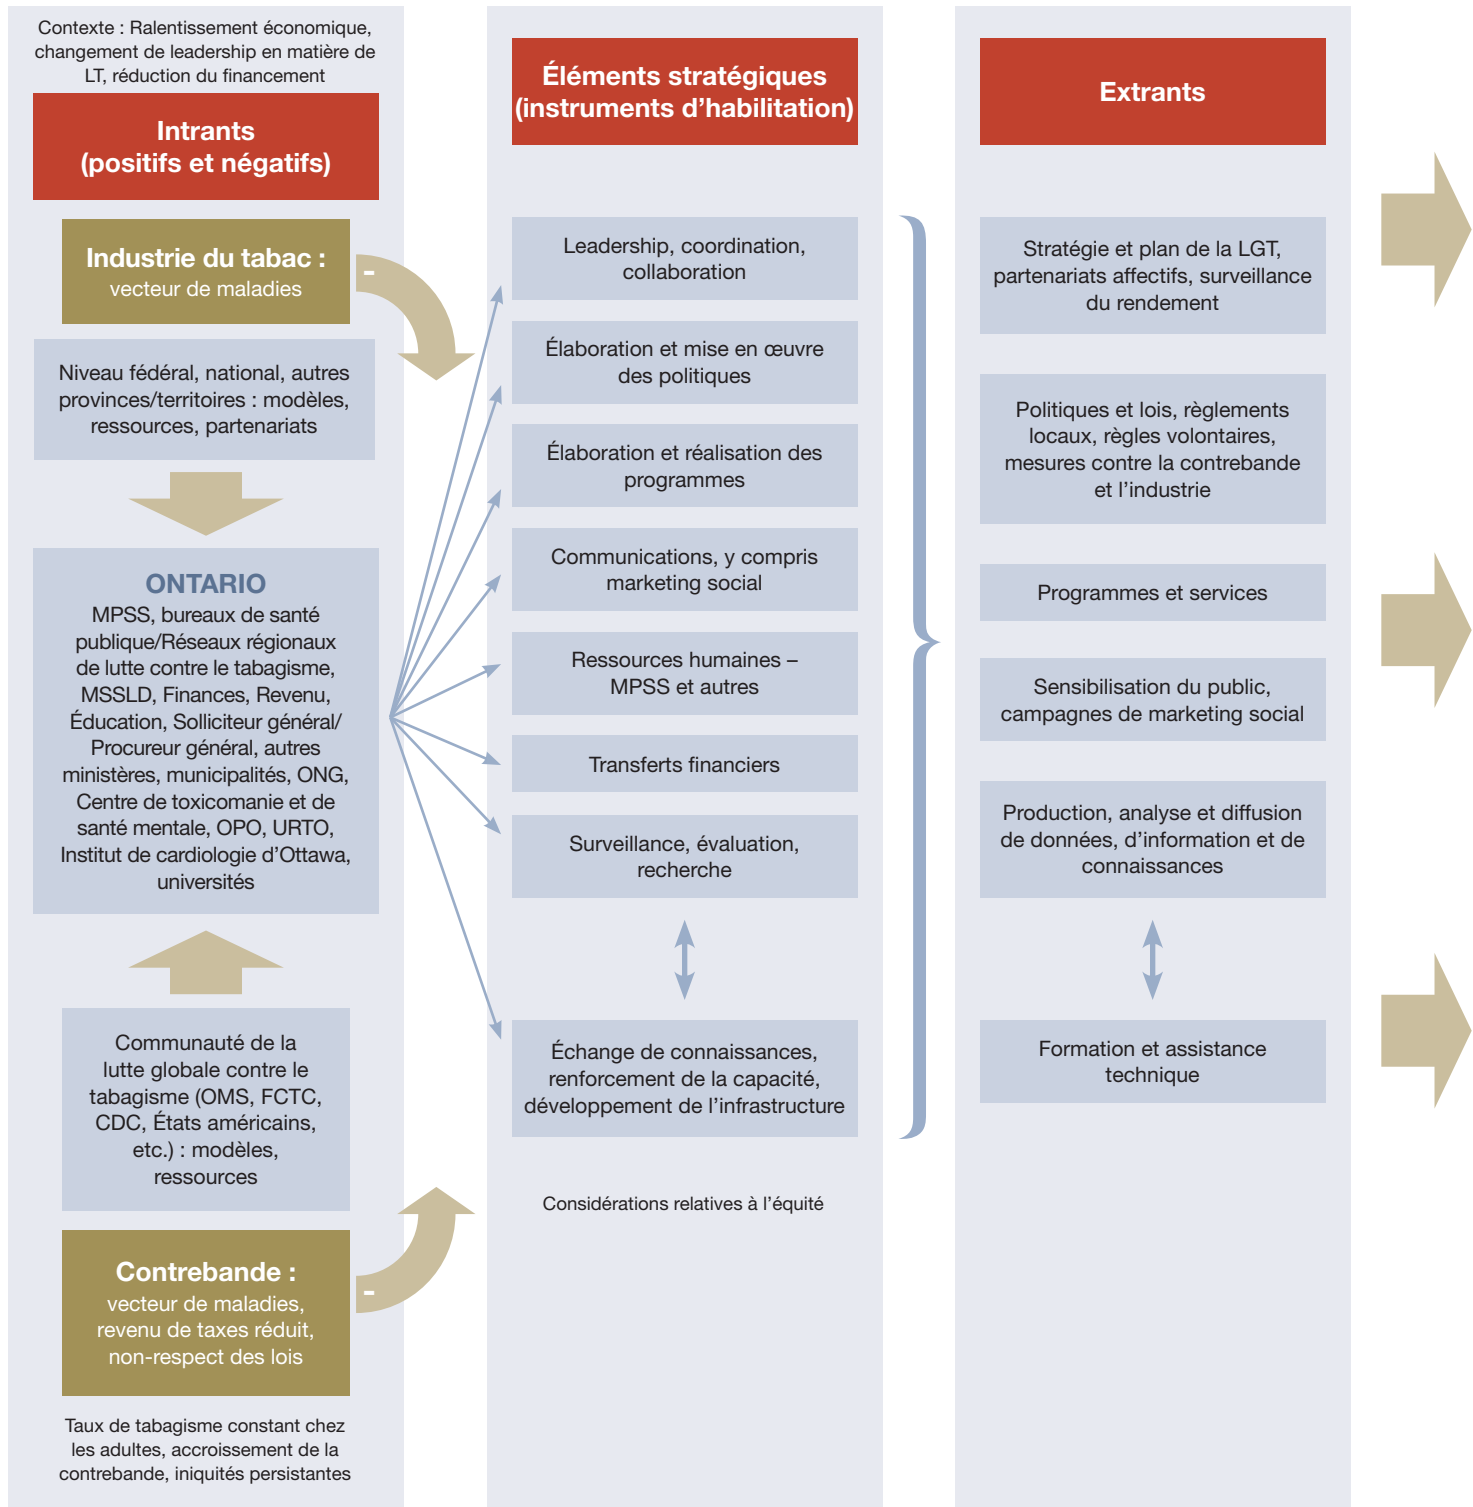 Contexte : Ralentissement économique,
changement de leadership en matière de
LT, réduction du financement
Intrants
(positifs et négatifs)
Industrie du tabac :
vecteur de maladies
-
Niveau fédéral, national, autres
provinces/territoires : modèles,
ressources, partenariats
ONTARIO
MPSS, bureaux de santé
publique/Réseaux régionaux
de lutte contre le tabagisme,
MSSLD, Finances, Revenu,
Éducation, Solliciteur général/
Procureur général, autres
ministères, municipalités, ONG,
Centre de toxicomanie et de
santé mentale, OPO, URTO,
Institut de cardiologie d’Ottawa,
universités
Communauté de la
lutte globale contre le
tabagisme (OMS, FCTC,
CDC, États américains,
etc.) : modèles,
ressources
Contrebande :
vecteur de maladies,
revenu de taxes réduit,
non-respect des lois
-
Taux de tabagisme constant chez
les adultes, accroissement de la
contrebande, iniquités persistantes
Éléments stratégiques
(instruments d’habilitation)
Leadership, coordination,
collaboration
Élaboration et mise en œuvre
des politiques
Élaboration et réalisation des
programmes
Communications, y compris
marketing social
Ressources humaines –
MPSS et autres
Transferts financiers
Surveillance, évaluation,
recherche
Échange de connaissances,
renforcement de la capacité,
développement de l’infrastructure
Considérations relatives à l’équité
Extrants
Stratégie et plan de la LGT,
partenariats affectifs, surveillance
du rendement
Politiques et lois, règlements
locaux, règles volontaires,
mesures contre la contrebande
et l’industrie
Programmes et services
Sensibilisation du public,
campagnes de marketing social
Production, analyse et diffusion
de données, d’information et de
connaissances
Formation et assistance
technique